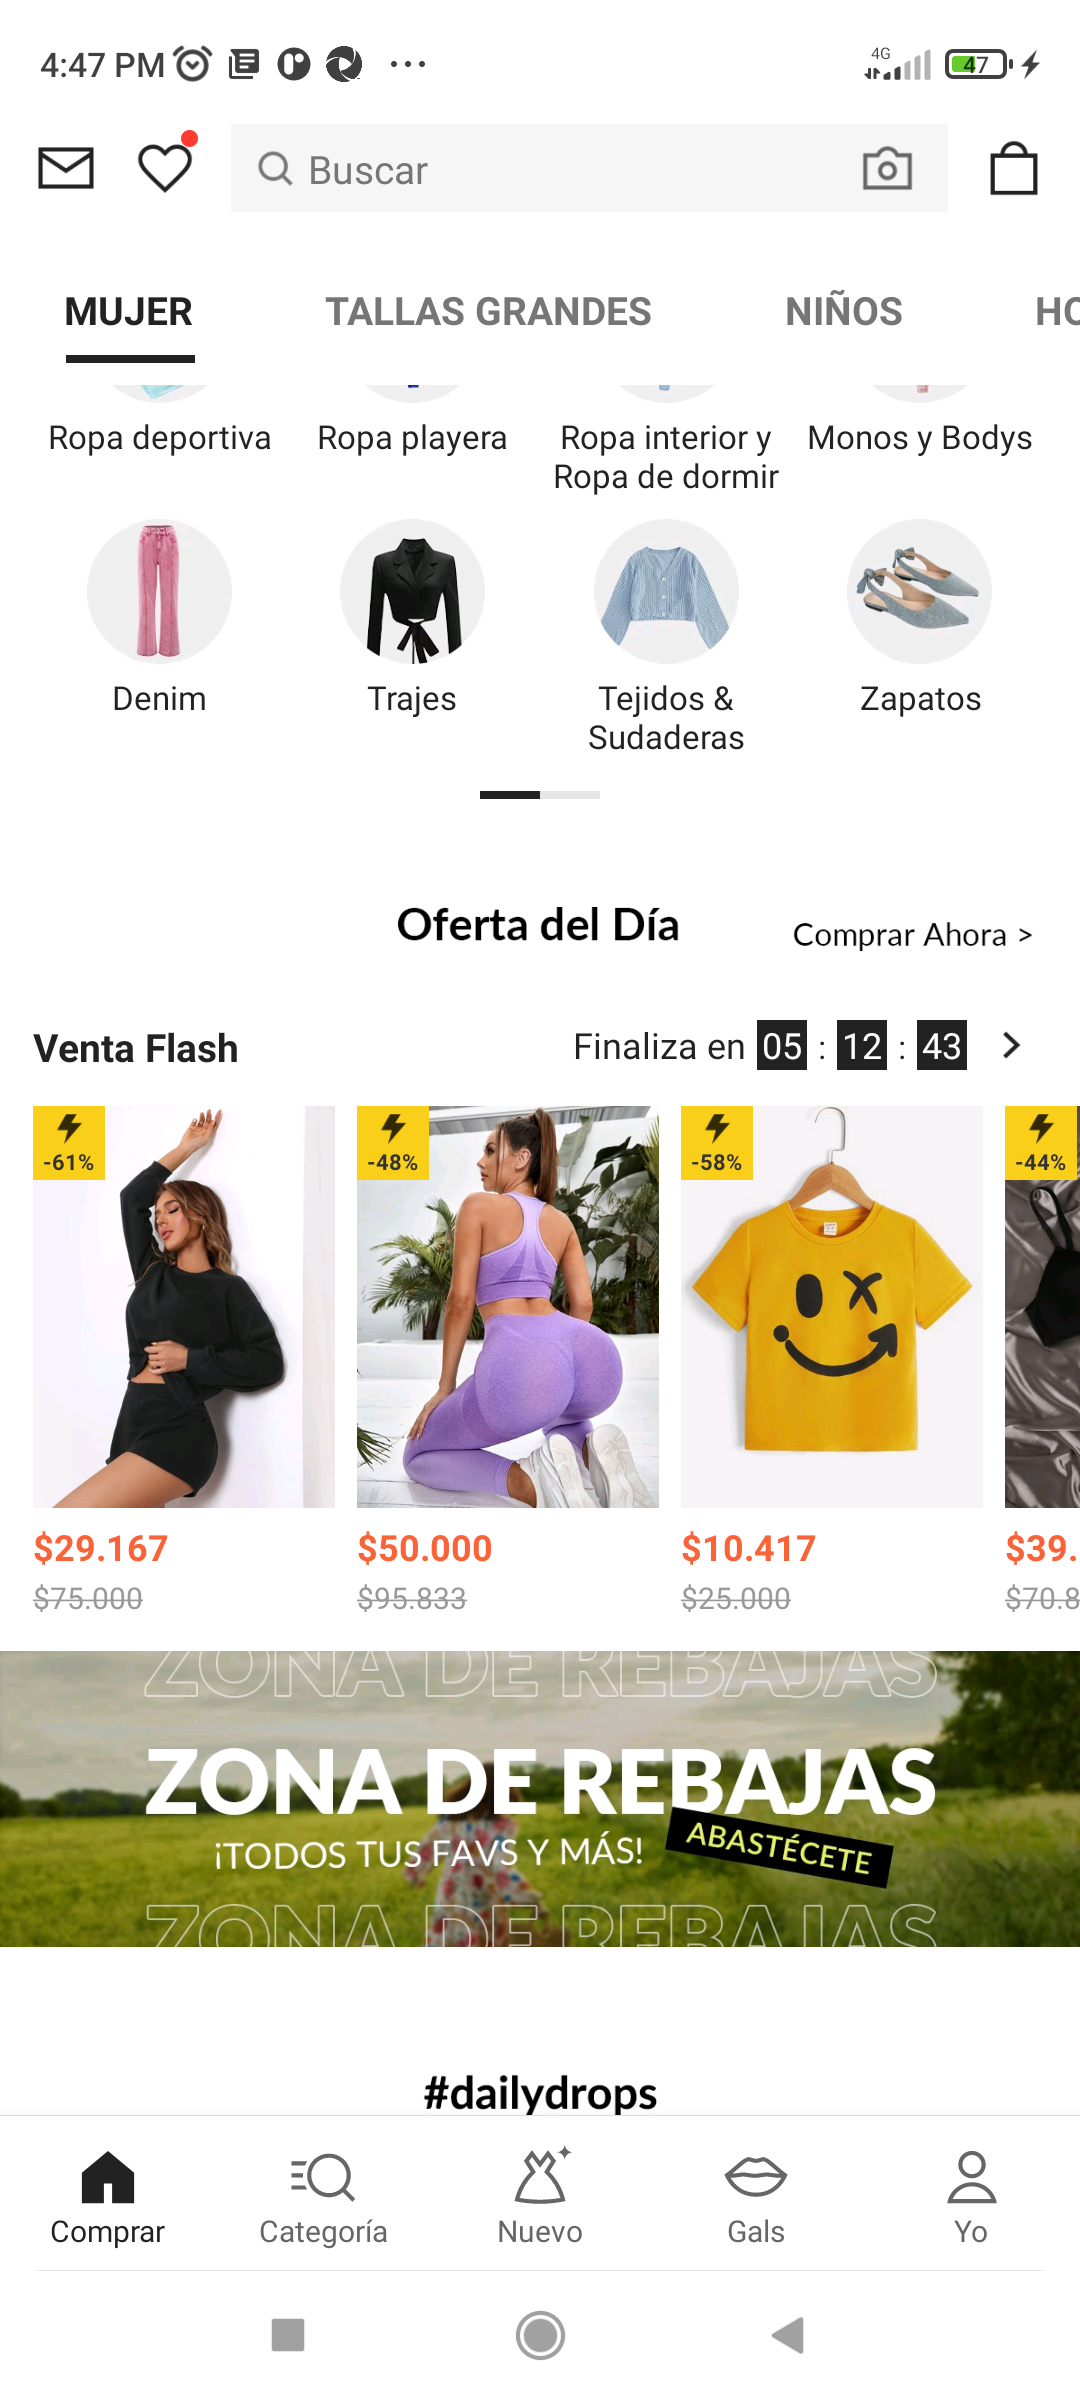 4:47 PM
4G
47
Buscar
MUJER
TALLAS GRANDES
NIÑOS
Ropa deportiva
Ropa playera
Ropa interior y
Ropa de dormir
Monos y Bodys
Denim
Trajes
Tejidos &
Sudaderas
Zapatos
Oferta del Día
Comprar Ahora >
Venta Flash
Finaliza en 05 : 12 : 43
-61%
-48%
-58%
-44%
$29.167
$50.000
$10.417
$39.
$75.000
$95.833
$25.000
$70.8
ZONA DE REBAJAS
ZONA DE REBAJAS
¡TODOS TUS FAVS Y MÁS!
ABASTÉCETE
ZONA DE REBAJAS
#dailydrops
Comprar
Categoría
Nuevo
Gals
Yo